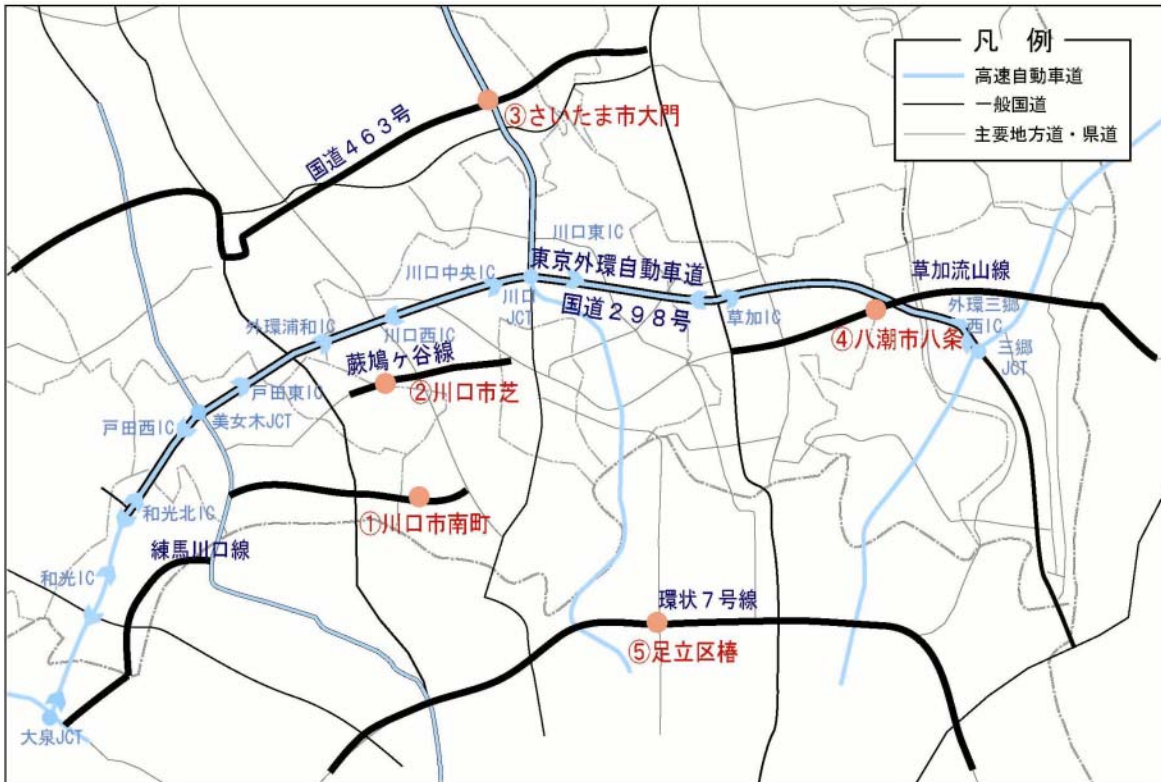 凡 例
高速自動車道
一般国道
主要地方道・県道
③さいたま市大門
国道463号
川口東IC
川口中央IC
東京外環自動車道
川口
JCT
国道298号
草加流山線
外環三郷
西IC
草加IC
④八潮市八条
三郷
JCT
外環浦和IC
川口西IC
蕨鳩ヶ谷線
②川口市芝
戸田東IC
美女木JCT
戸田西IC
和光北IC
①川口市南町
練馬川口線
和光IC
環状7号線
⑤足立区椿
大泉JCT